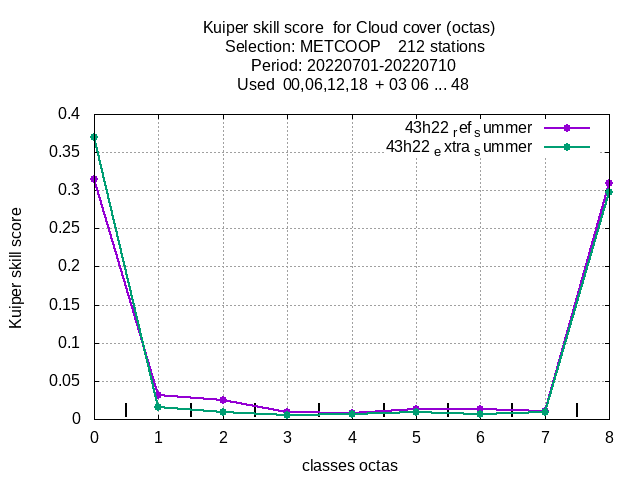 Kuiper skill score  for Cloud cover (octas)
Selection: METCOOP    212 stations
Period: 20220701-20220710
Used  00,06,12,18  + 03 06 ... 48
43h22 ref summer
43h22 extra summer
0.4
0.35
0.3
0.25
0.2
0.15
0.1
0.05
0
Kuiper skill score
0 1 2 3 4 5 6 7 8
classes octas